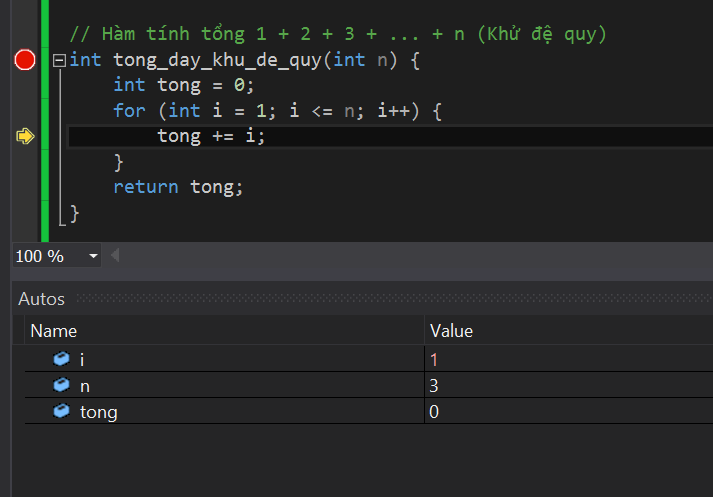 // Hàm tính tổng 1 + 2 + 3 + ... + n (Khử đệ quy)
int tong_day_khu_de_quy(int n) {
    int tong = 0;
    for (int i = 1; i <= n; i++) {
        tong += i;
    }
    return tong;
}
100 %
Autos
Name Value
i 1
n 3
tong 0